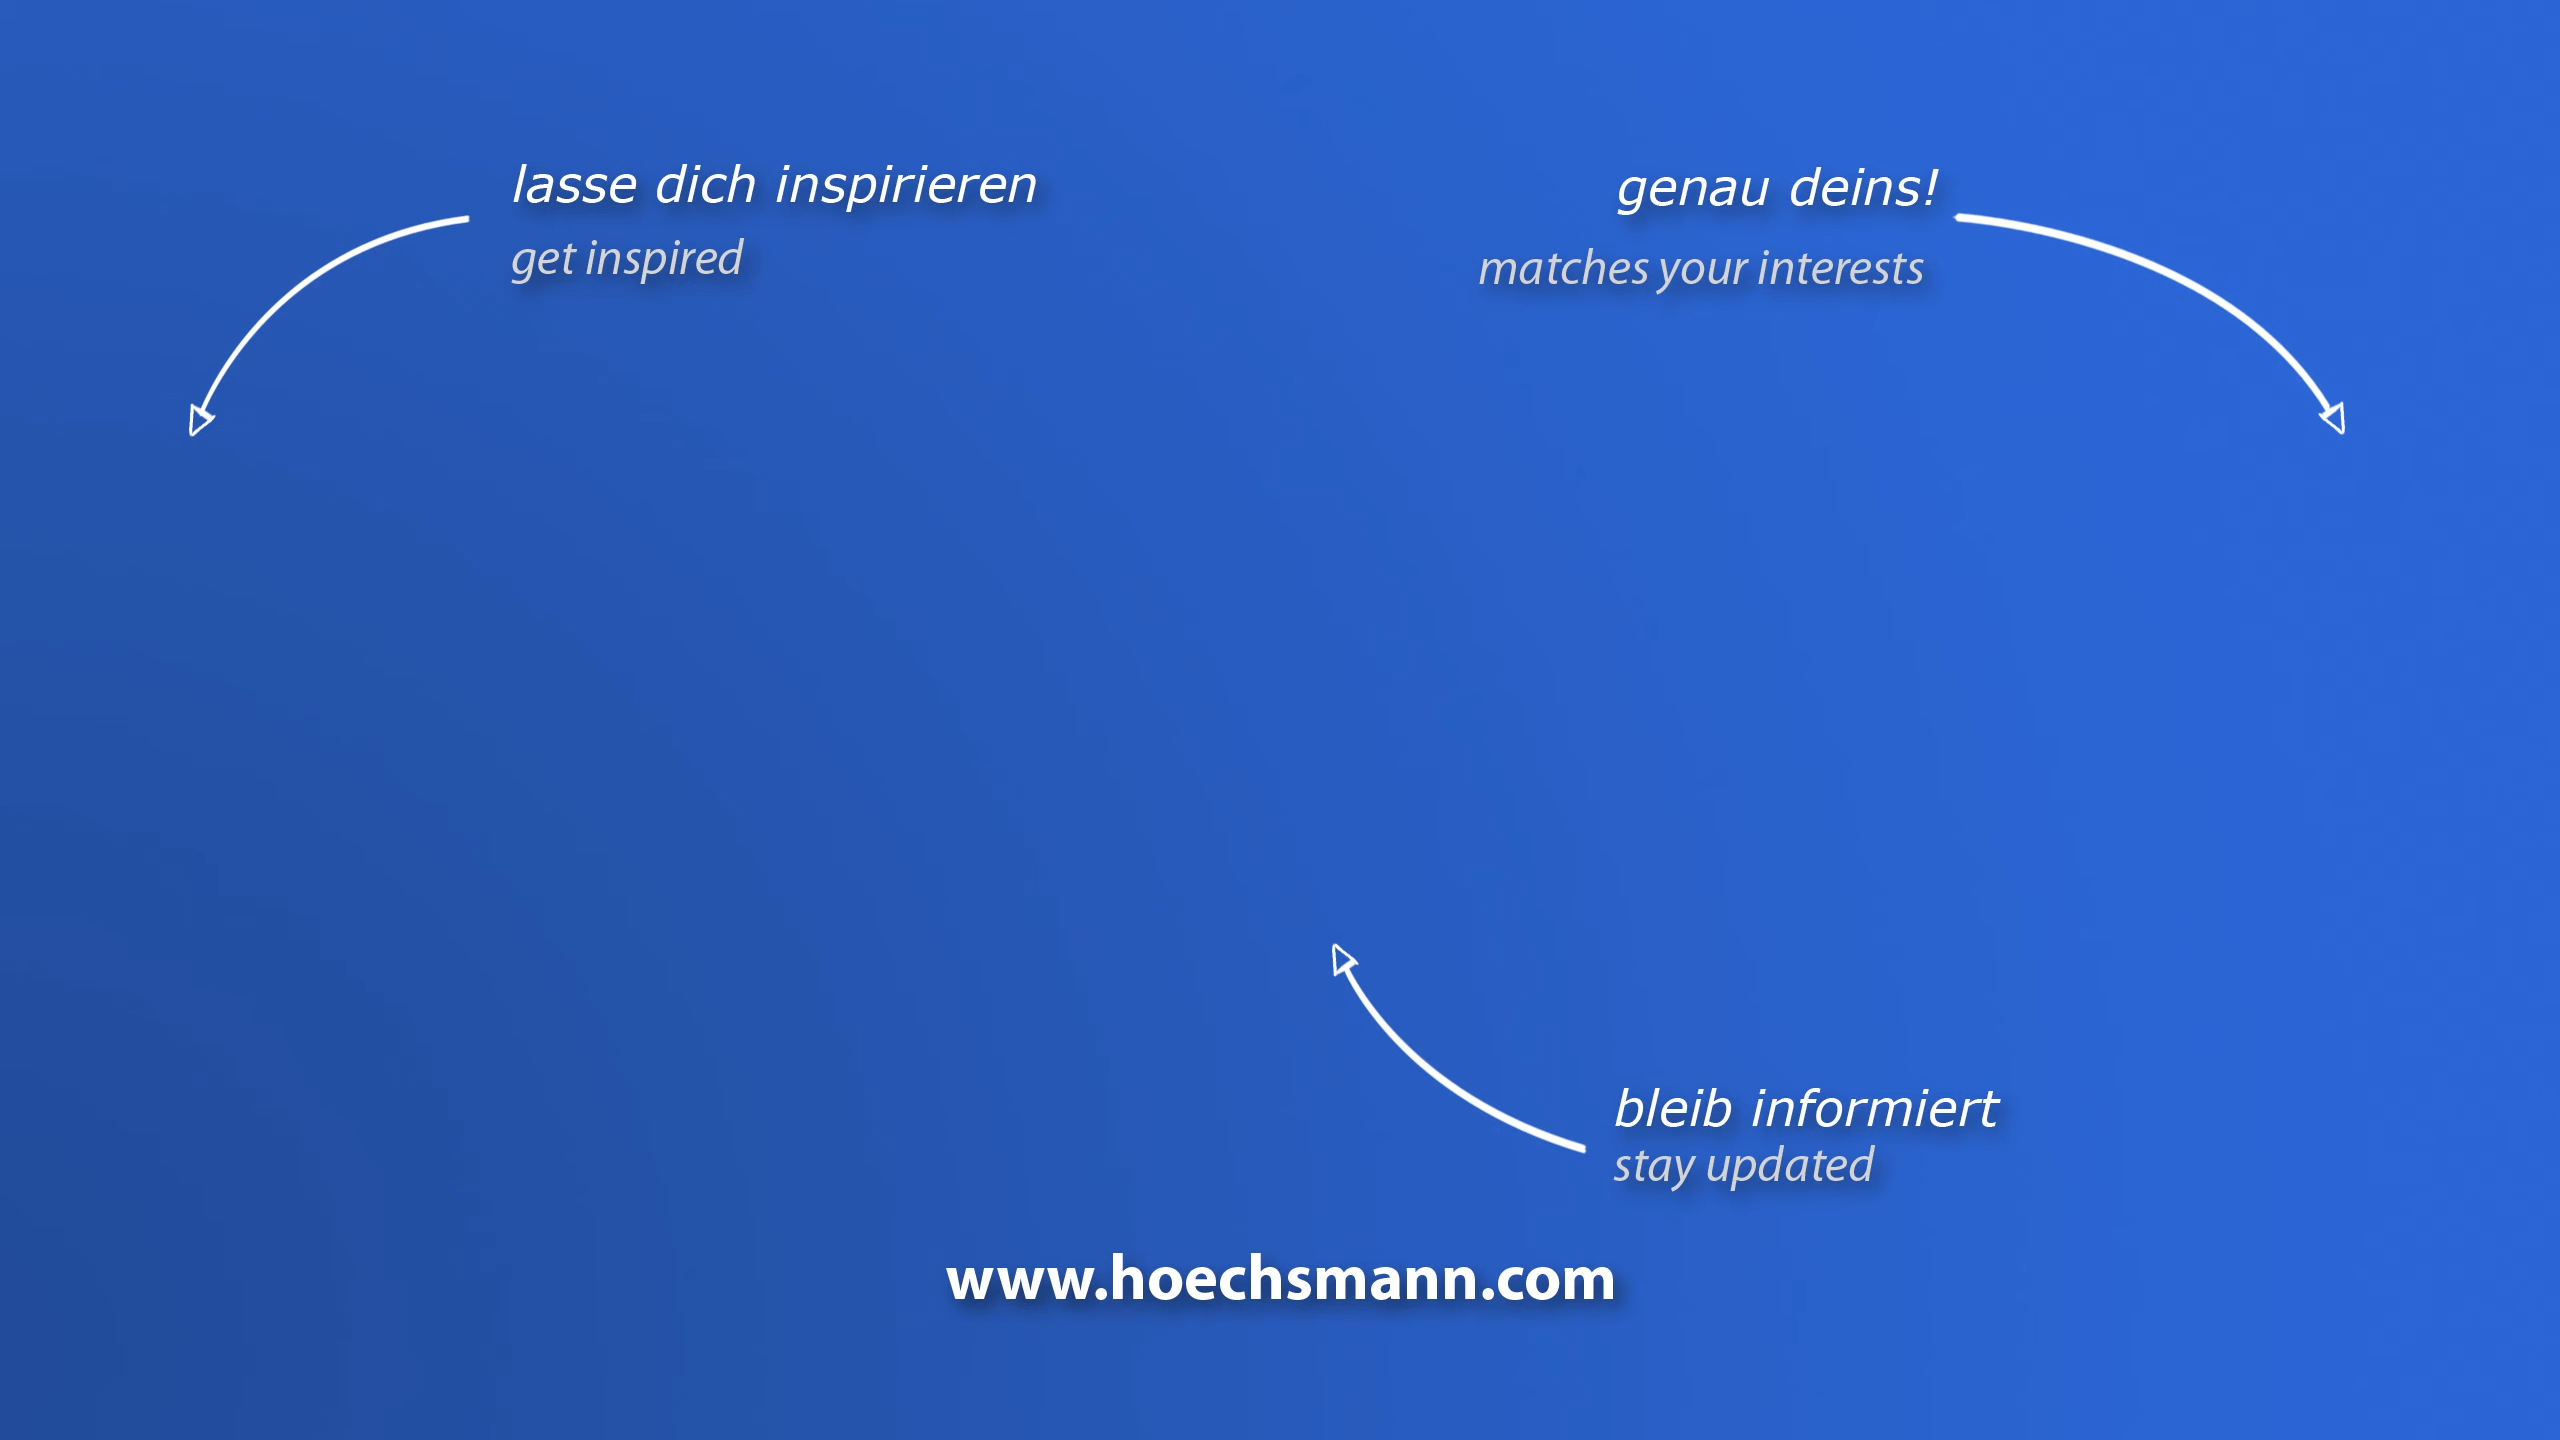 lasse dich inspirieren
get inspired
genau deins!
matches your interests
bleib informiert
stay updated
www.hoechsmann.com